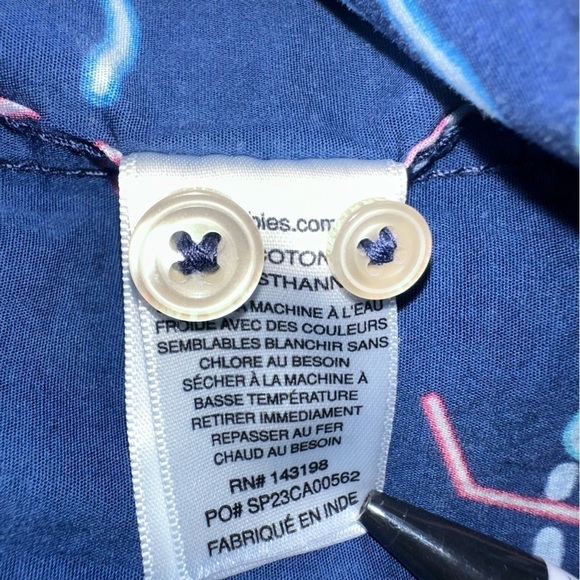 bies.com
COTON
STHANN
MACHINE À L'EAU
FROIDE AVEC DES COULEURS
SEMBLABLES BLANCHIR SANS
CHLORE AU BESOIN
SÉCHER À LA MACHINE À
BASSE TEMPÉRATURE
RETIRER IMMEDIAMENT
REPASSER AU FER
CHAUD AU BESOIN
RN# 143198
PO# SP23CA00562
FABRIQUÉ EN INDE